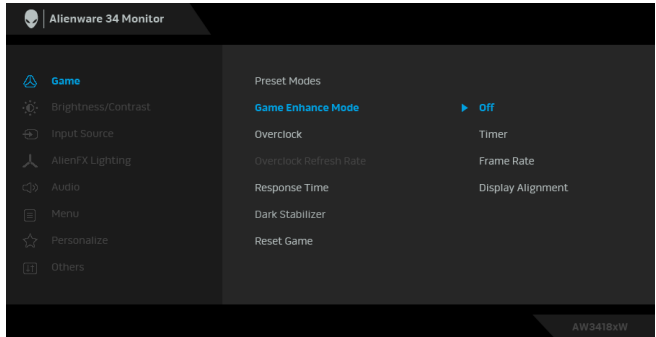 Alienware 34 Monitor
Game
Preset Modes
Brightness/Contrast
Game Enhance Mode
Off
Input Source
Overclock
Timer
AlienFX Lighting
Overclock Refresh Rate
Frame Rate
Audio
Response Time
Display Alignment
Menu
Dark Stabilizer
Personalize
Reset Game
Others
AW3418xW